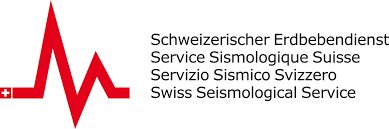 Schweizerischer Erdbebendienst
Service Sismologique Suisse
Servizio Sismico Svizzero
Swiss Seismological Service